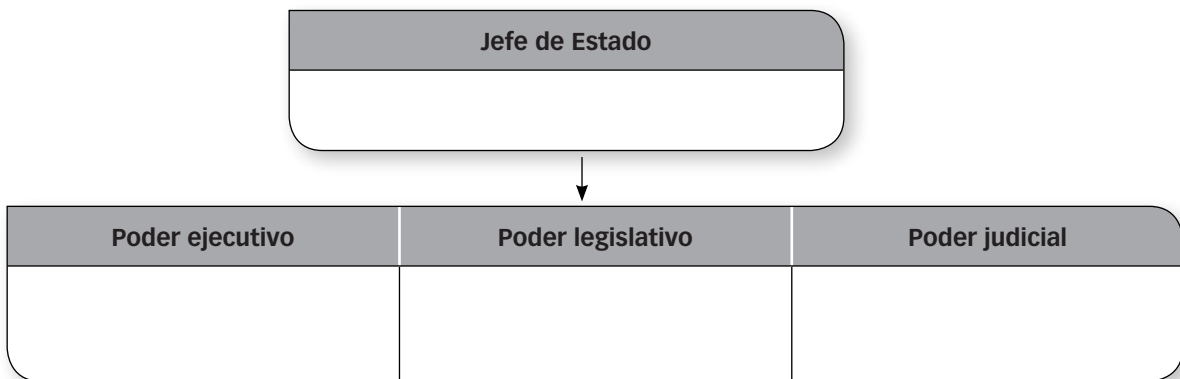 Jefe de Estado
Poder ejecutivo
Poder legislativo
Poder judicial